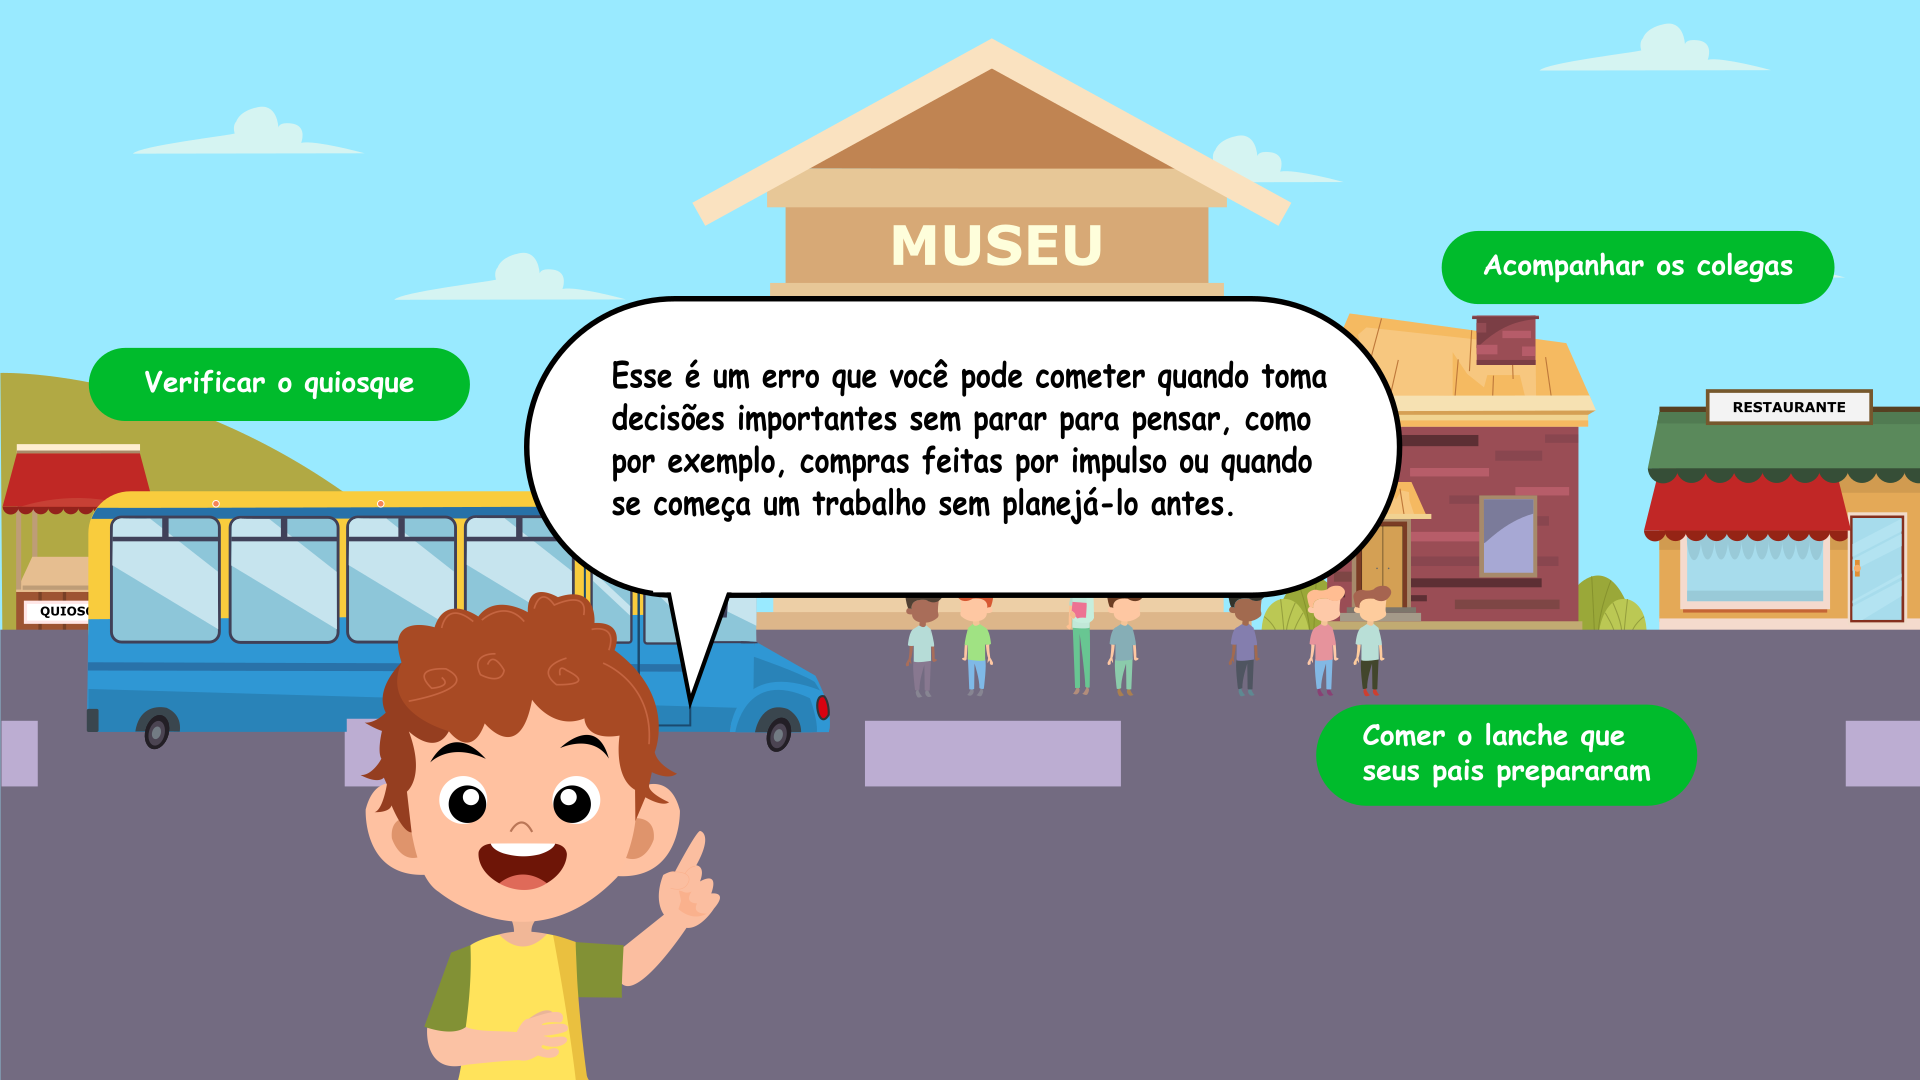 MUSEU
Acompanhar os colegas
Verificar o quiosque
Esse é um erro que você pode cometer quando toma
decisões importantes sem parar para pensar, como
por exemplo, compras feitas por impulso ou quando
se começa um trabalho sem planejá-lo antes.
RESTAURANTE
Comer o lanche que
seus pais prepararam